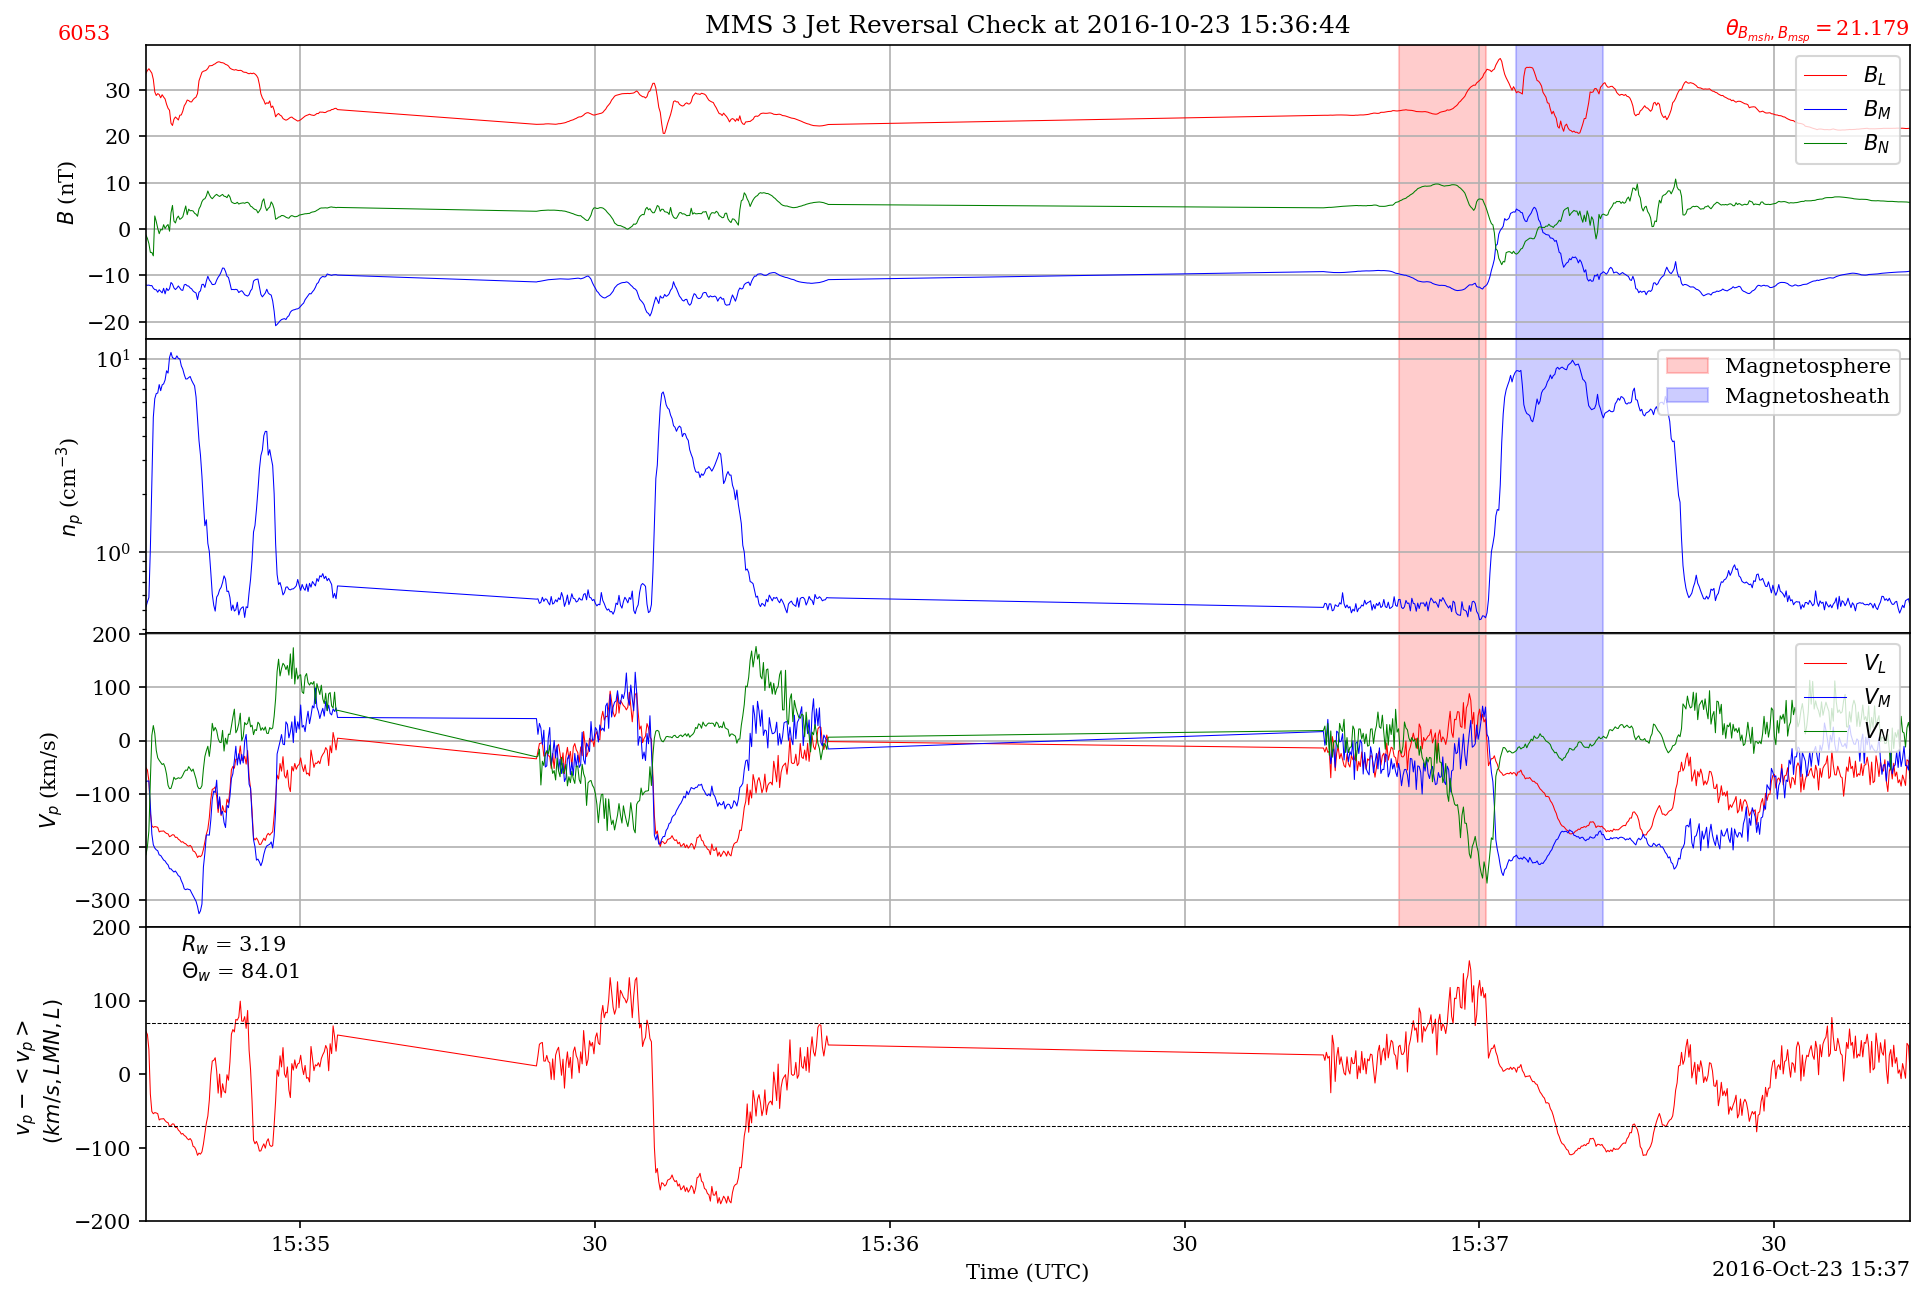 6053
MMS 3 Jet Reversal Check at 2016-10-23 15:36:44
θ_{B_{msh}, B_{msp}} = 21.179
B (nT)
30
20
10
0
−10
−20
B_L
B_M
B_N
n_p (cm^{−3})
10^1
10^0
Magnetosphere
Magnetosheath
V_p (km/s)
200
100
0
−100
−200
−300
V_L
V_M
V_N
v_p − < v_p >
(km/s, LMN, L)
200
100
0
−100
−200
R_w = 3.19
Θ_w = 84.01
15:35
30
15:36
30
15:37
30
Time (UTC)
2016-Oct-23 15:37